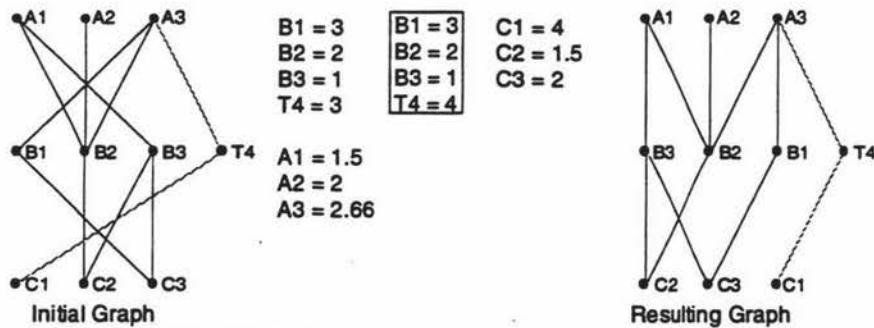 A1 A2 A3
B1 B2 B3 T4
C1 C2 C3
Initial Graph
B1 = 3
B2 = 2
B3 = 1
T4 = 3
A1 = 1.5
A2 = 2
A3 = 2.66
B1 = 3
B2 = 2
B3 = 1
T4 = 4
C1 = 4
C2 = 1.5
C3 = 2
A1 A2 A3
B3 B2 B1 T4
C2 C3 C1
Resulting Graph